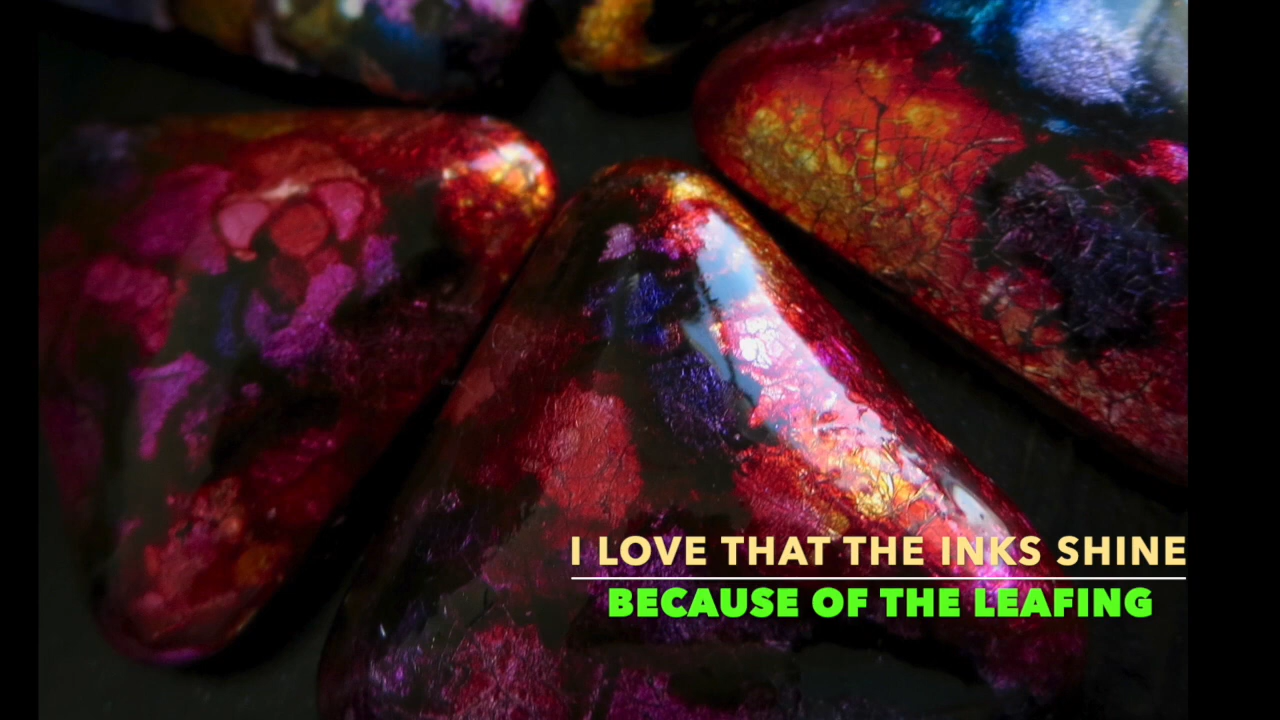 I LOVE THAT THE INKS SHINE
BECAUSE OF THE LEAFING